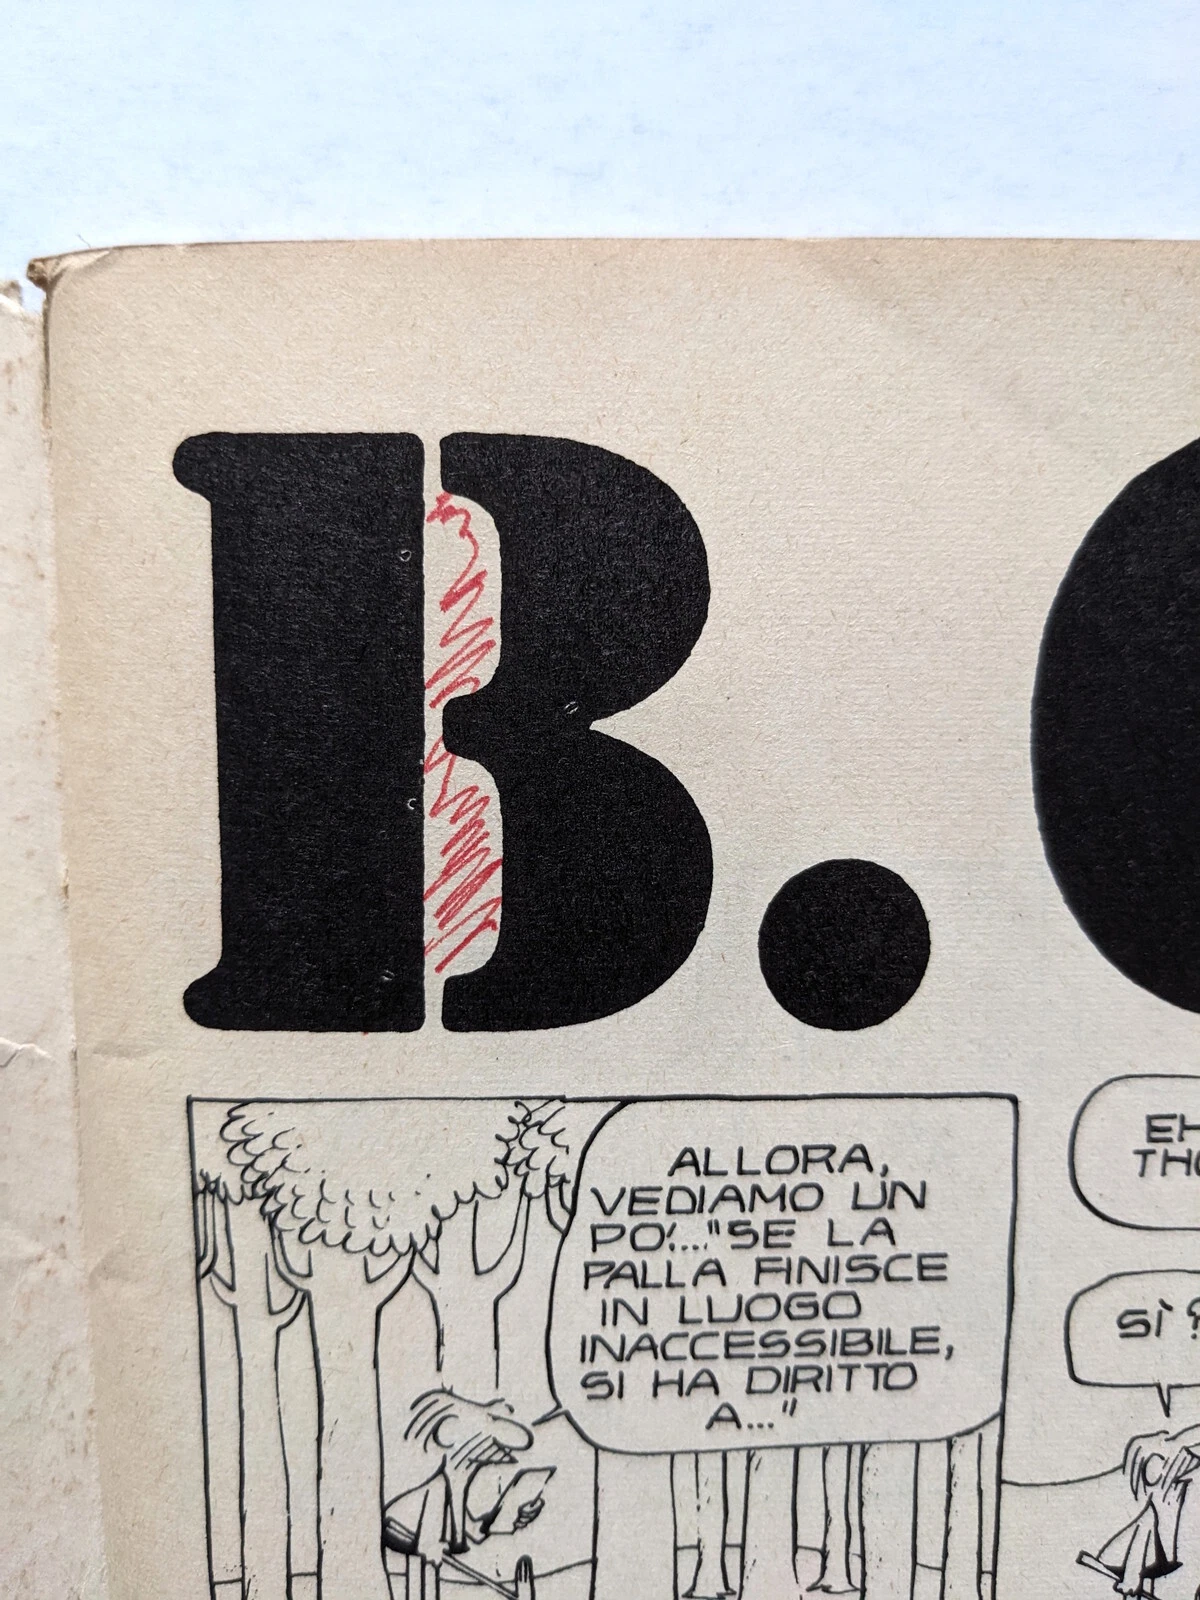 B.
ALLORA,
VEDIAMO UN
PO'..."SE LA
PALLA FINISCE
IN LUOGO
INACCESSIBILE,
SI HA DIRITTO
A..."
SÌ?